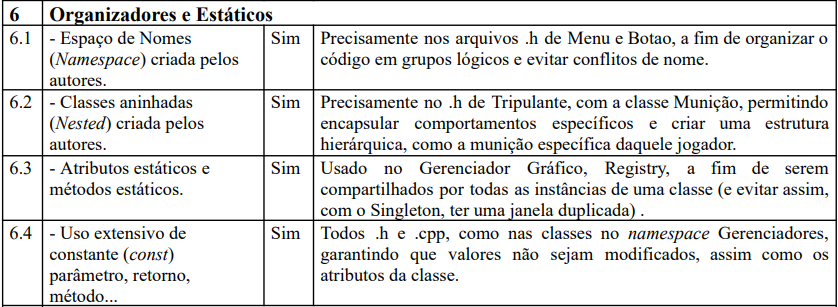 6 Organizadores e Estáticos
6.1 - Espaço de Nomes (Namespace) criada pelos autores. Sim Precisamente nos arquivos .h de Menu e Botao, a fim de organizar o código em grupos lógicos e evitar conflitos de nome.
6.2 - Classes aninhadas (Nested) criada pelos autores. Sim Precisamente no .h de Tripulante, com a classe Munição, permitindo encapsular comportamentos específicos e criar uma estrutura hierárquica, como a munição específica daquele jogador.
6.3 - Atributos estáticos e métodos estáticos. Sim Usado no Gerenciador Gráfico, Registry, a fim de serem compartilhados por todas as instâncias de uma classe (e evitar assim, com o Singleton, ter uma janela duplicada) .
6.4 - Uso extensivo de constante (const) parâmetro, retorno, método... Sim Todos .h e .cpp, como nas classes no namespace Gerenciadores, garantindo que valores não sejam modificados, assim como os atributos da classe.